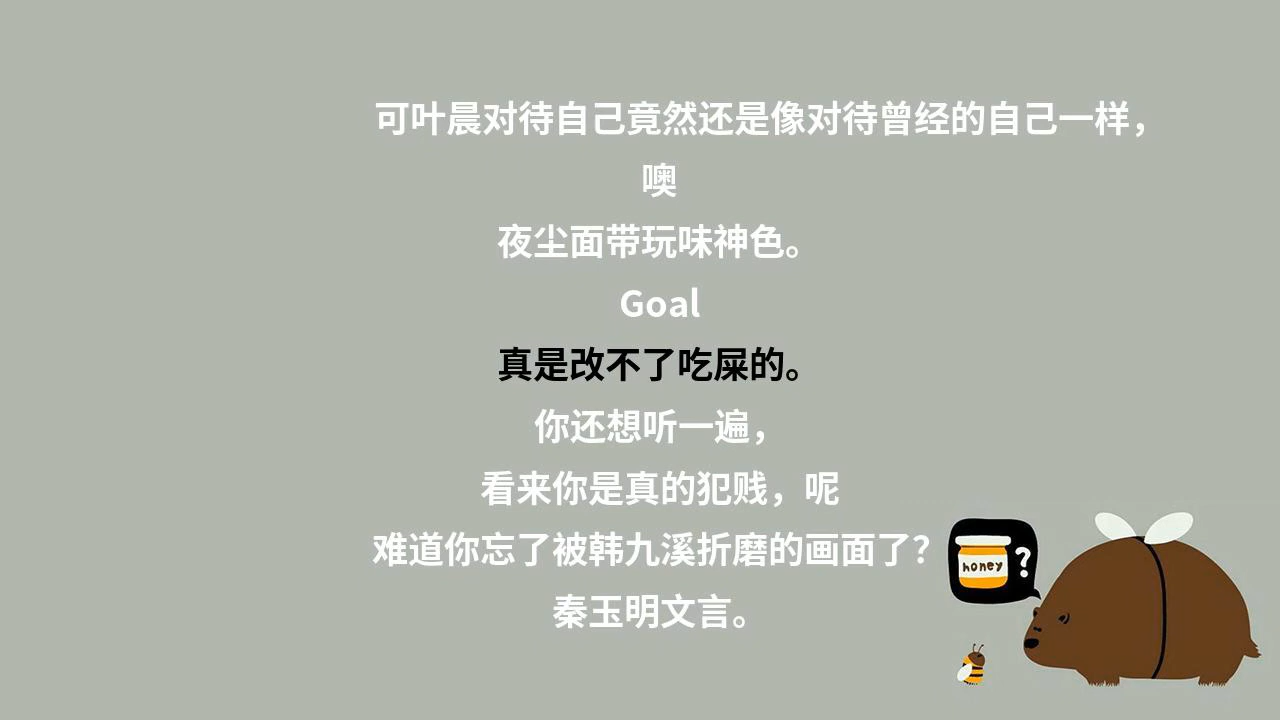 可叶晨对待自己竟然还是像对待曾经的自己一样，
噢
夜尘面带玩味神色。
Goal
真是改不了吃屎的。
你还想听一遍，
看来你是真的犯贱，呢
难道你忘了被韩九溪折磨的画面了？
秦玉明文言。
honey
?